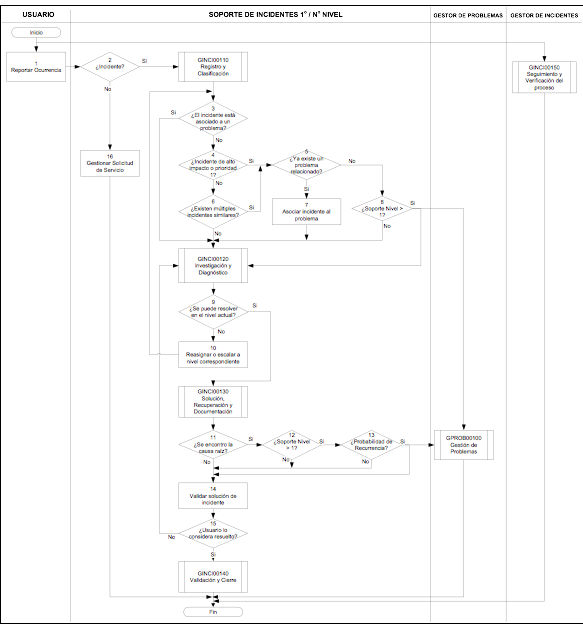 USUARIO
SOPORTE DE INCIDENTES 1° / N° NIVEL
GESTOR DE PROBLEMAS
GESTOR DE INCIDENTES
Inicio
1
Reportar Ocurrencia
2
¿Incidente?
Si
No
GINCI00110
Registro y
Clasificación
GINCI00150
Seguimiento y
Verificación del
proceso
3
¿El Incidente está
asociado a un
problema?
Si
No
16
Gestionar Solicitud
de Servicio
4
¿Incidente de alto
impacto o prioridad
1?
Si
No
5
¿Ya existe un
problema
relacionado?
No
Si
6
¿Existen múltiples
incidentes similares?
Si
No
7
Asociar Incidente al
problema
8
¿Soporte Nivel >
1?
Si
No
GINCI00120
Investigación y
Diagnóstico
9
¿Se puede resolver
en el nivel actual?
Si
No
10
Reasignar o escalar a
nivel correspondiente
GINCI00130
Solución,
Recuperación y
Documentación
11
¿Se encontro la
causa raíz?
Si
No
12
¿Soporte Nivel
> 1?
Si
No
13
¿Probabilidad de
Recurrencia?
Si
No
GPROB00100
Gestión de
Problemas
14
Validar solución de
incidente
15
¿Usuario lo
considera resuelto?
No
Si
GINCI00140
Validación y Cierre
Fin